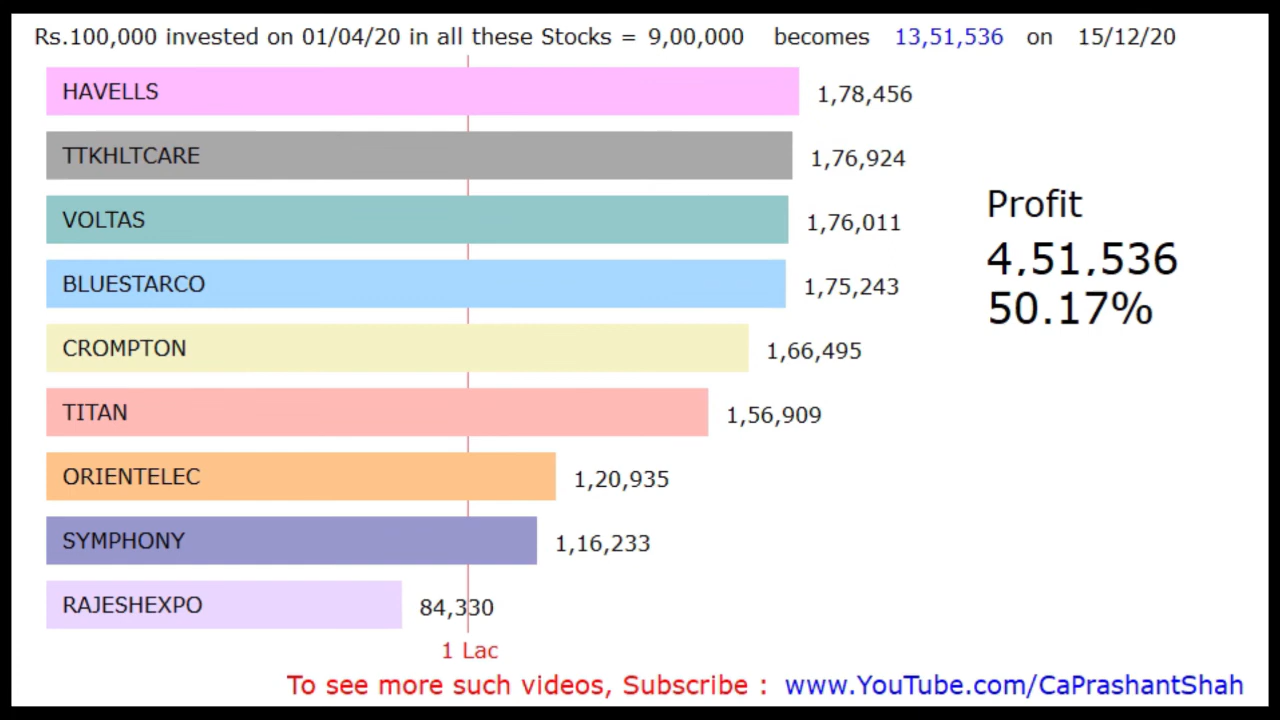 Rs.100,000 invested on 01/04/20 in all these Stocks = 9,00,000 becomes 13,51,536 on 15/12/20
HAVELLS 1,78,456
TTKHLTCARE 1,76,924
VOLTAS 1,76,011
Profit
4,51,536
50.17%
BLUESTARCO 1,75,243
CROMPTON 1,66,495
TITAN 1,56,909
ORIENTELEC 1,20,935
SYMPHONY 1,16,233
RAJESHEXPO 84,330
1 Lac
To see more such videos, Subscribe : www.YouTube.com/CaPrashantShah